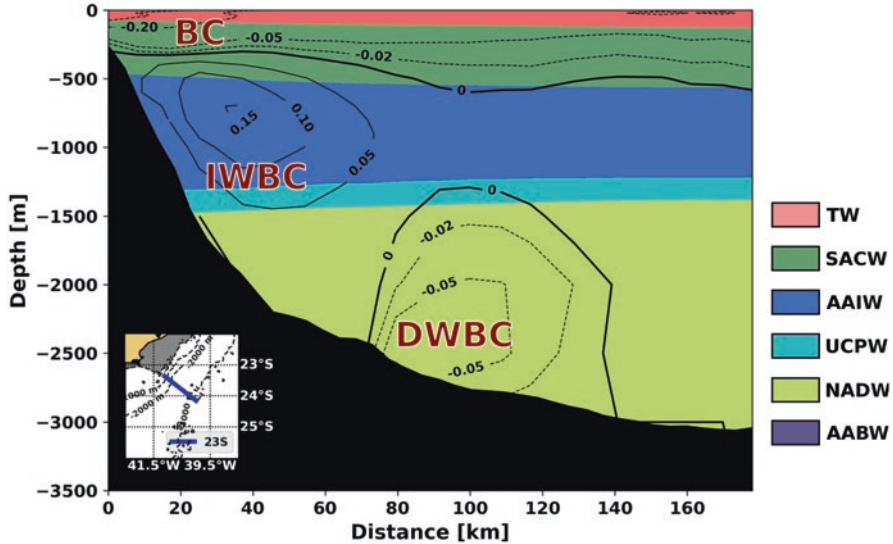 0
−500
−1000
−1500
−2000
−2500
−3000
−3500
Depth [m]
0
20
40
60
80
100
120
140
160
Distance [km]
BC
IWBC
DWBC
-0.20
-0.05
-0.02
0
0.15
0.10
0.05
0
0
-0.02
-0.05
-0.05
-2000 m
-2000 m
23°S
24°S
25°S
23S
41.5°W
39.5°W
TW
SACW
AAIW
UCPW
NADW
AABW